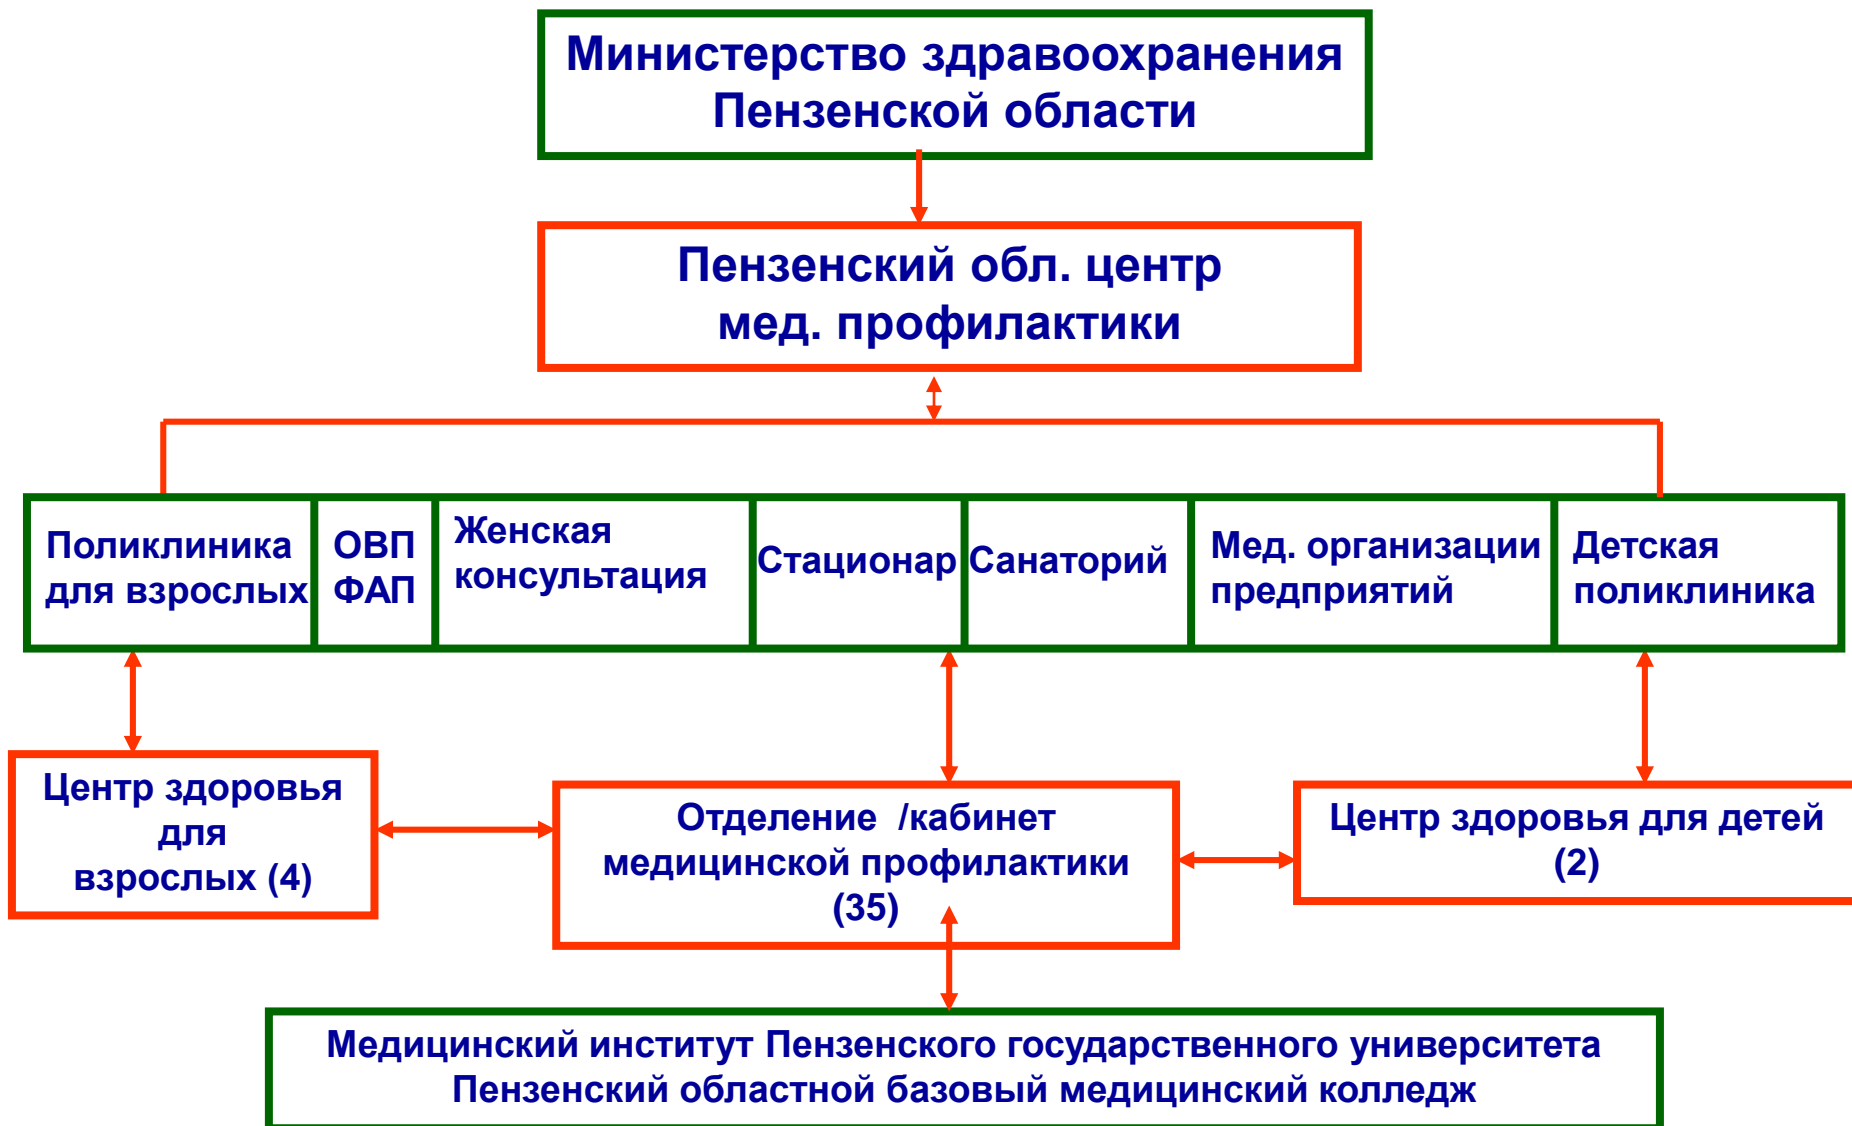 Министерство здравоохранения
Пензенской области
Пензенский обл. центр
мед. профилактики
Поликлиника
для взрослых
ОВП
ФАП
Женская
консультация
Стационар
Санаторий
Мед. организации
предприятий
Детская
поликлиника
Центр здоровья
для
взрослых (4)
Отделение /кабинет
медицинской профилактики
(35)
Центр здоровья для детей
(2)
Медицинский институт Пензенского государственного университета
Пензенский областной базовый медицинский колледж